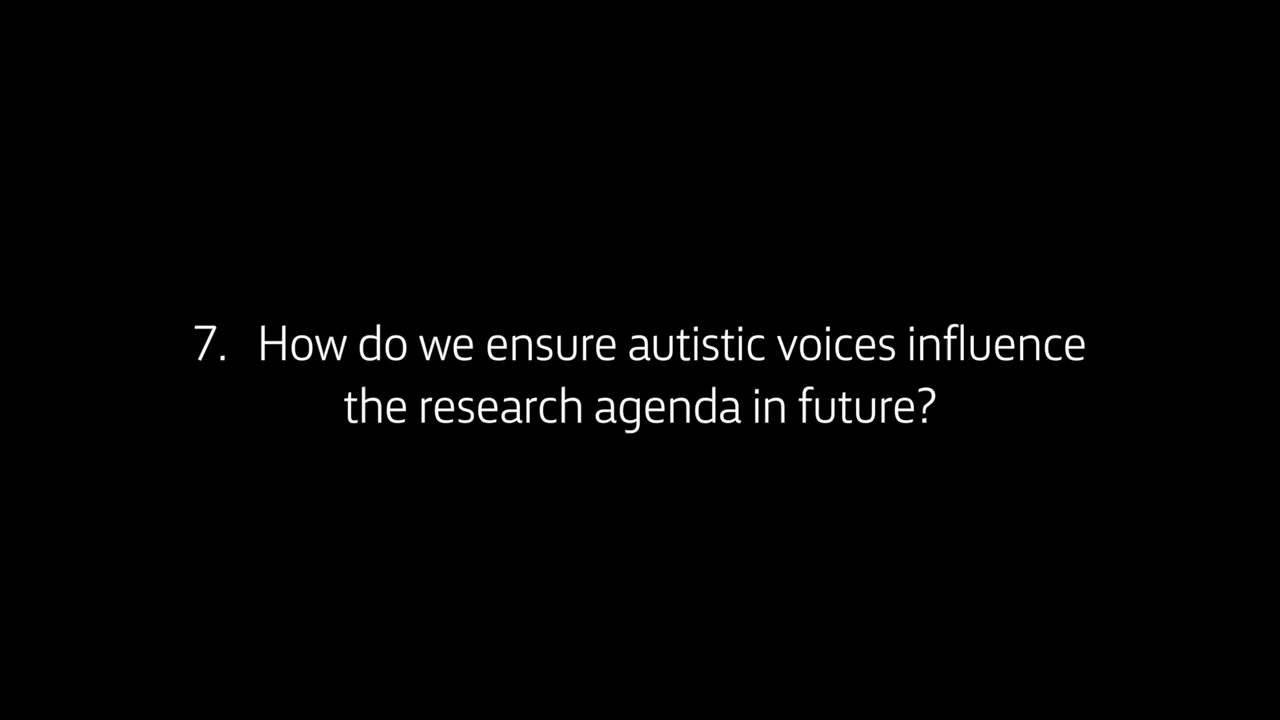 7. How do we ensure autistic voices influence
the research agenda in future?